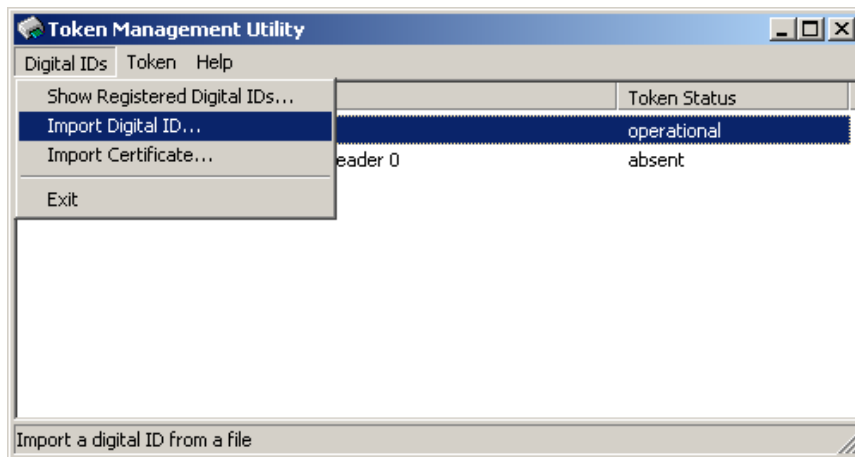 Token Management Utility
Digital IDs Token Help
Show Registered Digital IDs...
Token Status
Import Digital ID...
operational
Import Certificate...
eader 0
absent
Exit
Import a digital ID from a file